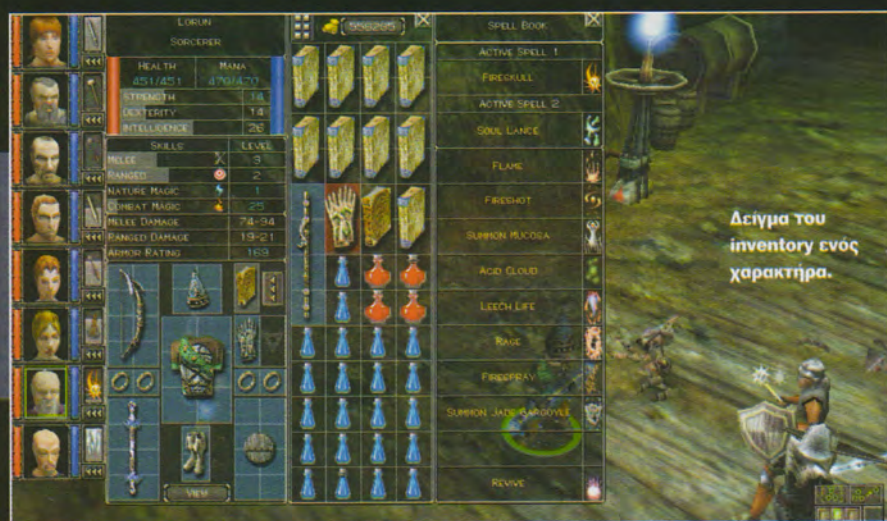 LORUN
SORCERER
HEALTH MANA
451/451 470/470
STRENGTH 14
DEXTERITY 14
INTELLIGENCE 26
SKILLS LEVEL
MELEE 3
RANGED 2
NATURE MAGIC 1
COMBAT MAGIC 25
MELEE DAMAGE 74-94
RANGED DAMAGE 19-21
ARMOR RATING 169
VIEW
SPELL BOOK
ACTIVE SPELL 1
FIRESKULL
ACTIVE SPELL 2
SOUL LANCE
FLAME
FIRESHOT
SUMMON MUCOSA
ACID CLOUD
LEECH LIFE
RAGE
FIRESPRAY
SUMMON JADE GARGOYLE
REVIVE
Δείγμα του
inventory ενός
χαρακτήρα.